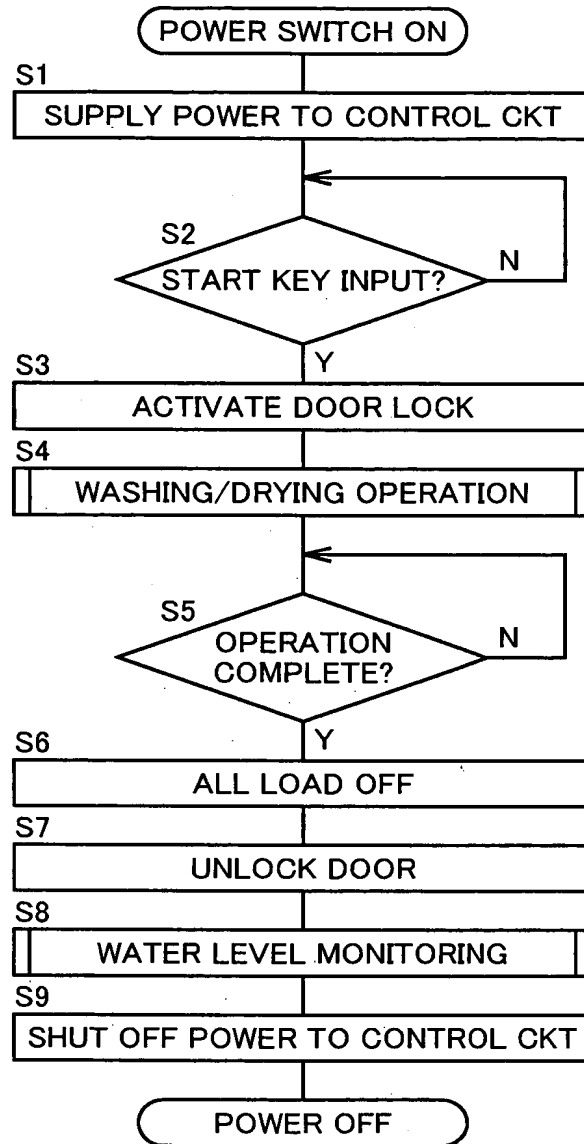 POWER SWITCH ON
S1
SUPPLY POWER TO CONTROL CKT
S2
START KEY INPUT?
N
Y
S3
ACTIVATE DOOR LOCK
S4
WASHING/DRYING OPERATION
S5
OPERATION
COMPLETE?
N
Y
S6
ALL LOAD OFF
S7
UNLOCK DOOR
S8
WATER LEVEL MONITORING
S9
SHUT OFF POWER TO CONTROL CKT
POWER OFF